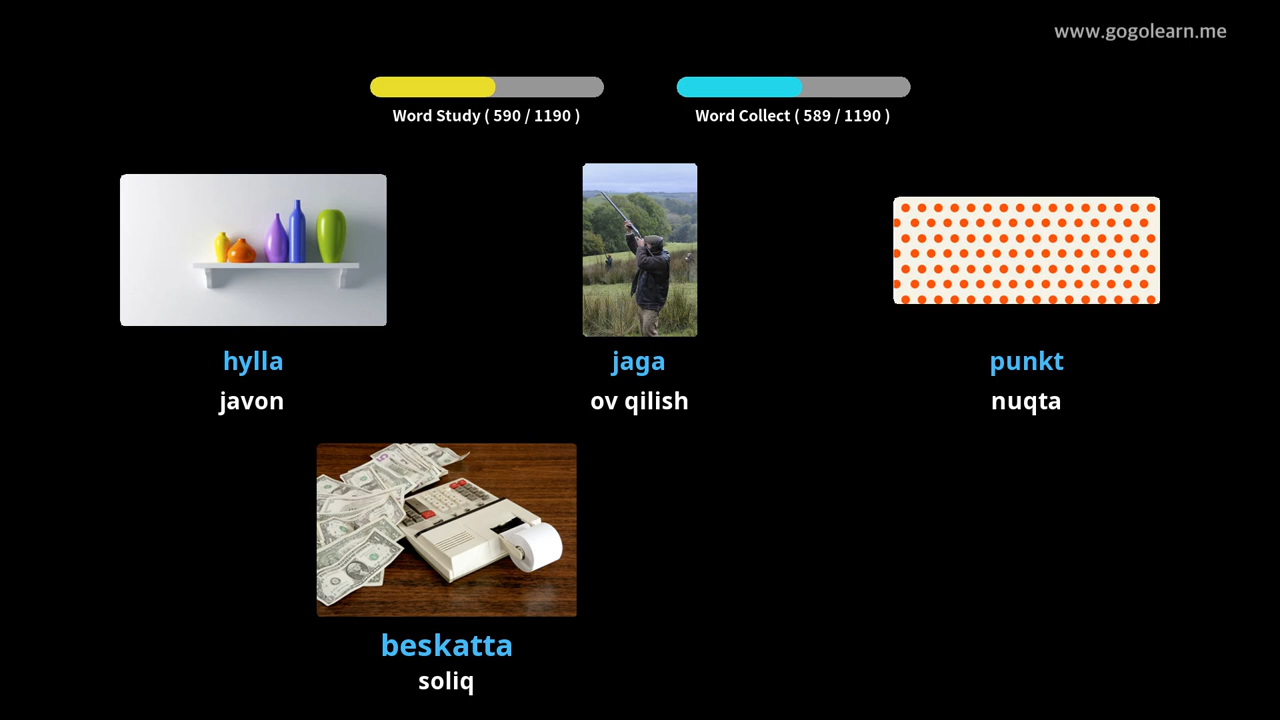 www.gogolearn.me
Word Study ( 590 / 1190 )
Word Collect ( 589 / 1190 )
hylla
javon
jaga
ov qilish
punkt
nuqta
beskatta
soliq